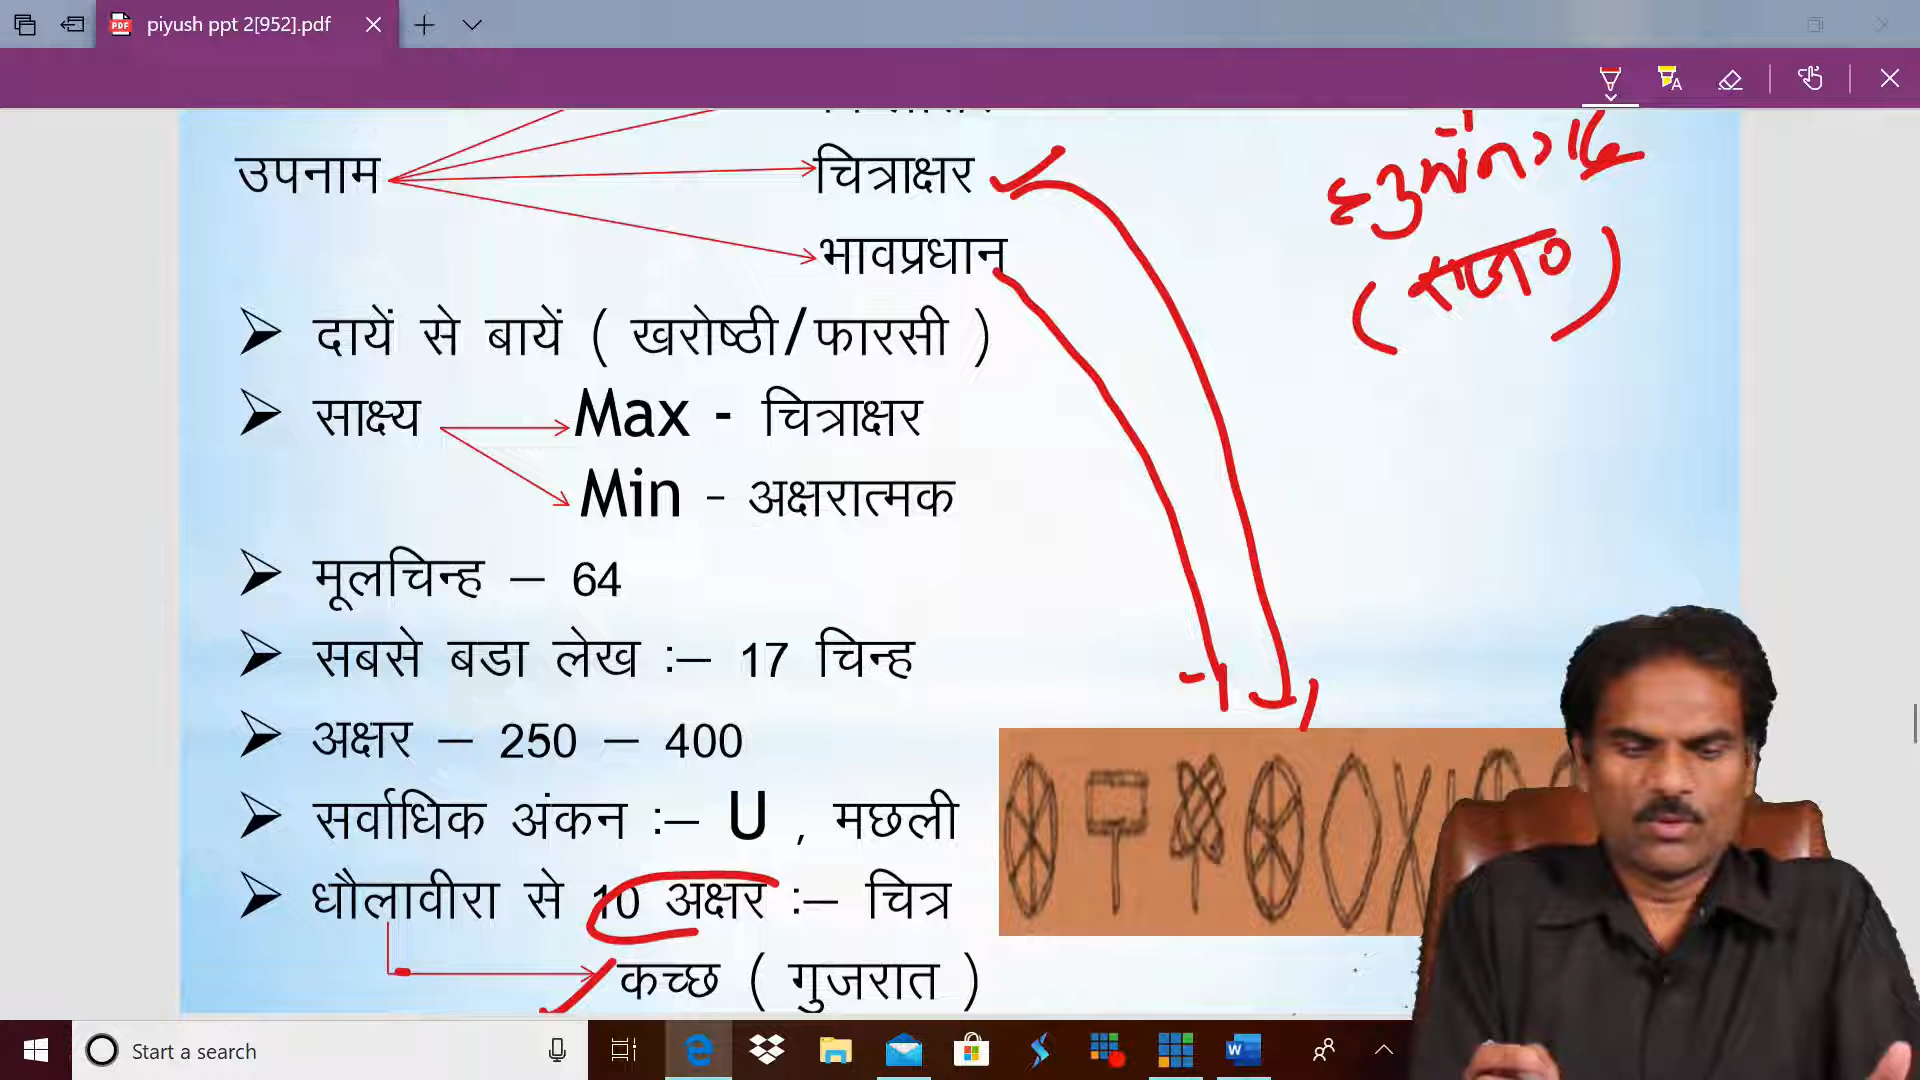 piyush ppt 2[952].pdf
उपनाम
चित्राक्षर
भावप्रधान
दायें से बायें ( खरोष्ठी/फारसी )
साक्ष्य
Max - चित्राक्षर
Min - अक्षरात्मक
मूलचिन्ह – 64
सबसे बडा लेख :– 17 चिन्ह
अक्षर – 250 – 400
सर्वाधिक अंकन :– U , मछली
धौलावीरा से 10 अक्षर :– चित्र
कच्छ ( गुजरात )
Start a search